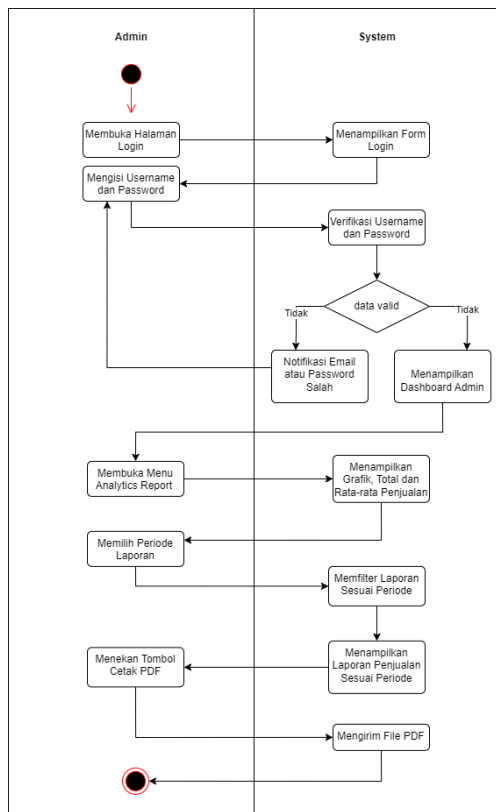 Admin
System
Membuka Halaman
Login
Menampilkan Form
Login
Mengisi Username
dan Password
Verifikasi Username
dan Password
data valid
Tidak
Tidak
Notifikasi Email
atau Password
Salah
Menampilkan
Dashboard Admin
Membuka Menu
Analytics Report
Menampilkan
Grafik, Total dan
Rata-rata Penjualan
Memilih Periode
Laporan
Memfilter Laporan
Sesuai Periode
Menekan Tombol
Cetak PDF
Menampilkan
Laporan Penjualan
Sesuai Periode
Mengirim File PDF